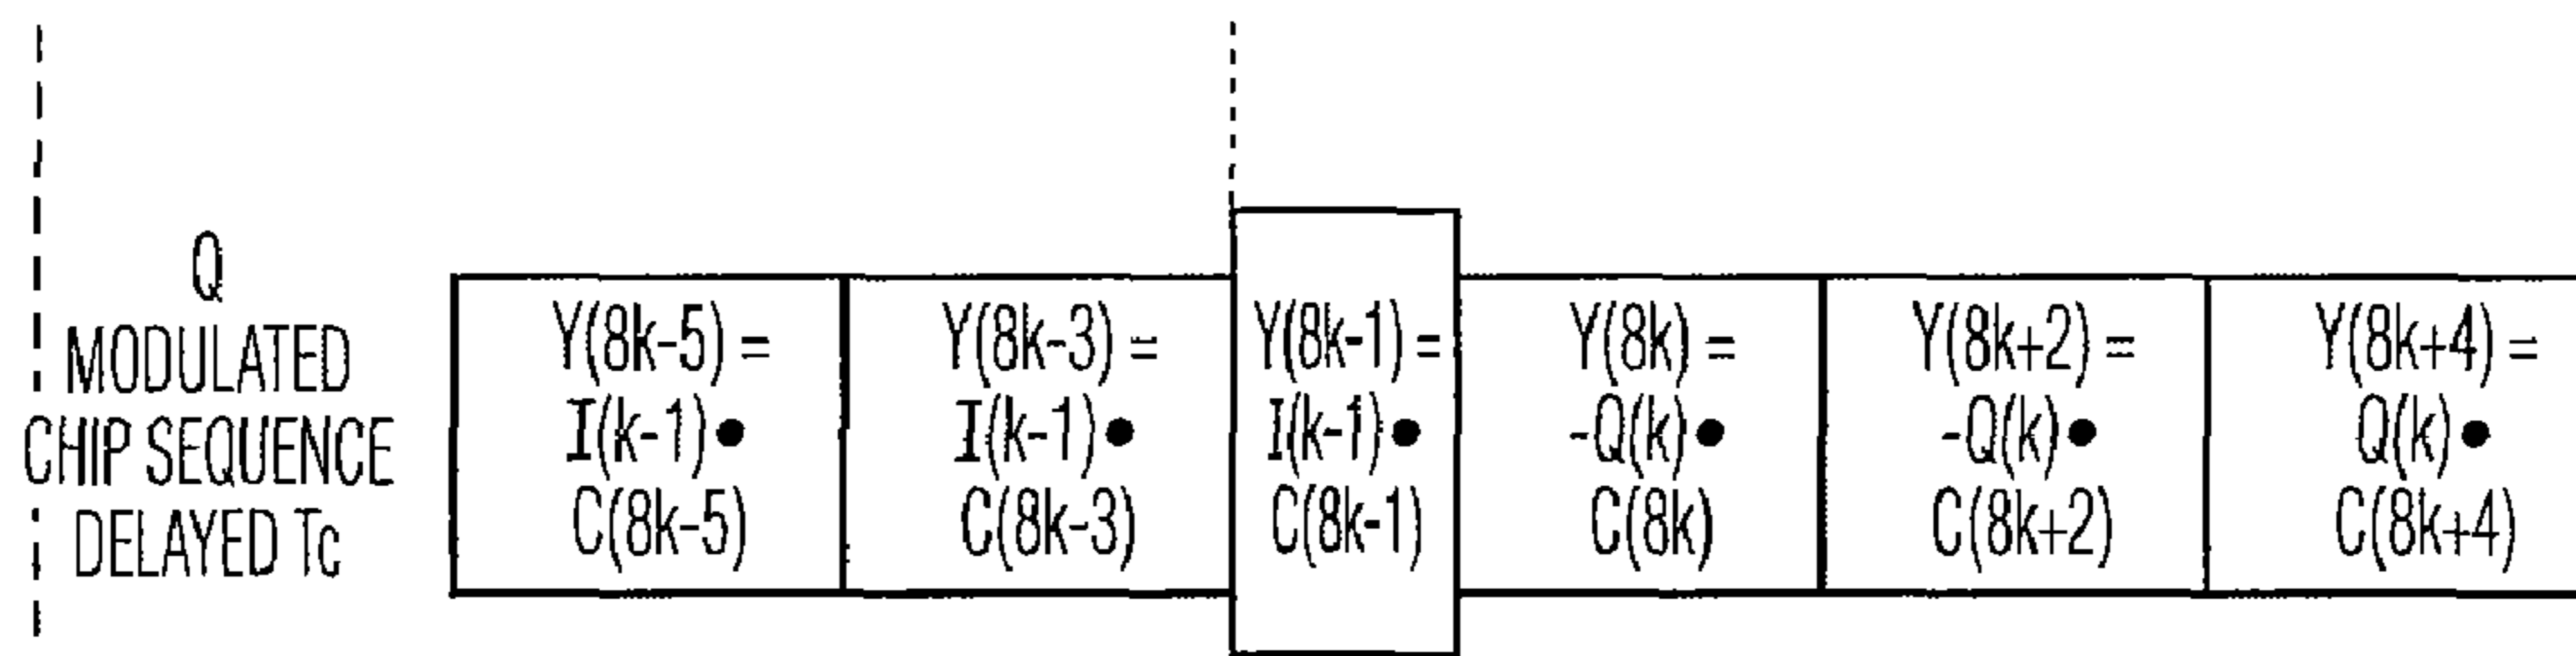 Q
MODULATED
CHIP SEQUENCE
DELAYED Tc
Y(8k-5) =
I(k-1)●
C(8k-5)
Y(8k-3) =
I(k-1)●
C(8k-3)
Y(8k-1) =
I(k-1)●
C(8k-1)
Y(8k) =
-Q(k)●
C(8k)
Y(8k+2) =
-Q(k)●
C(8k+2)
Y(8k+4) =
Q(k)●
C(8k+4)